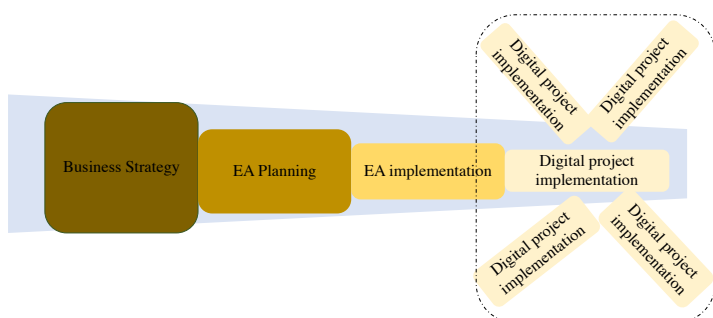 Business Strategy
EA Planning
EA implementation
Digital project
implementation
Digital project
implementation
Digital project
implementation
Digital project
implementation
Digital project
implementation